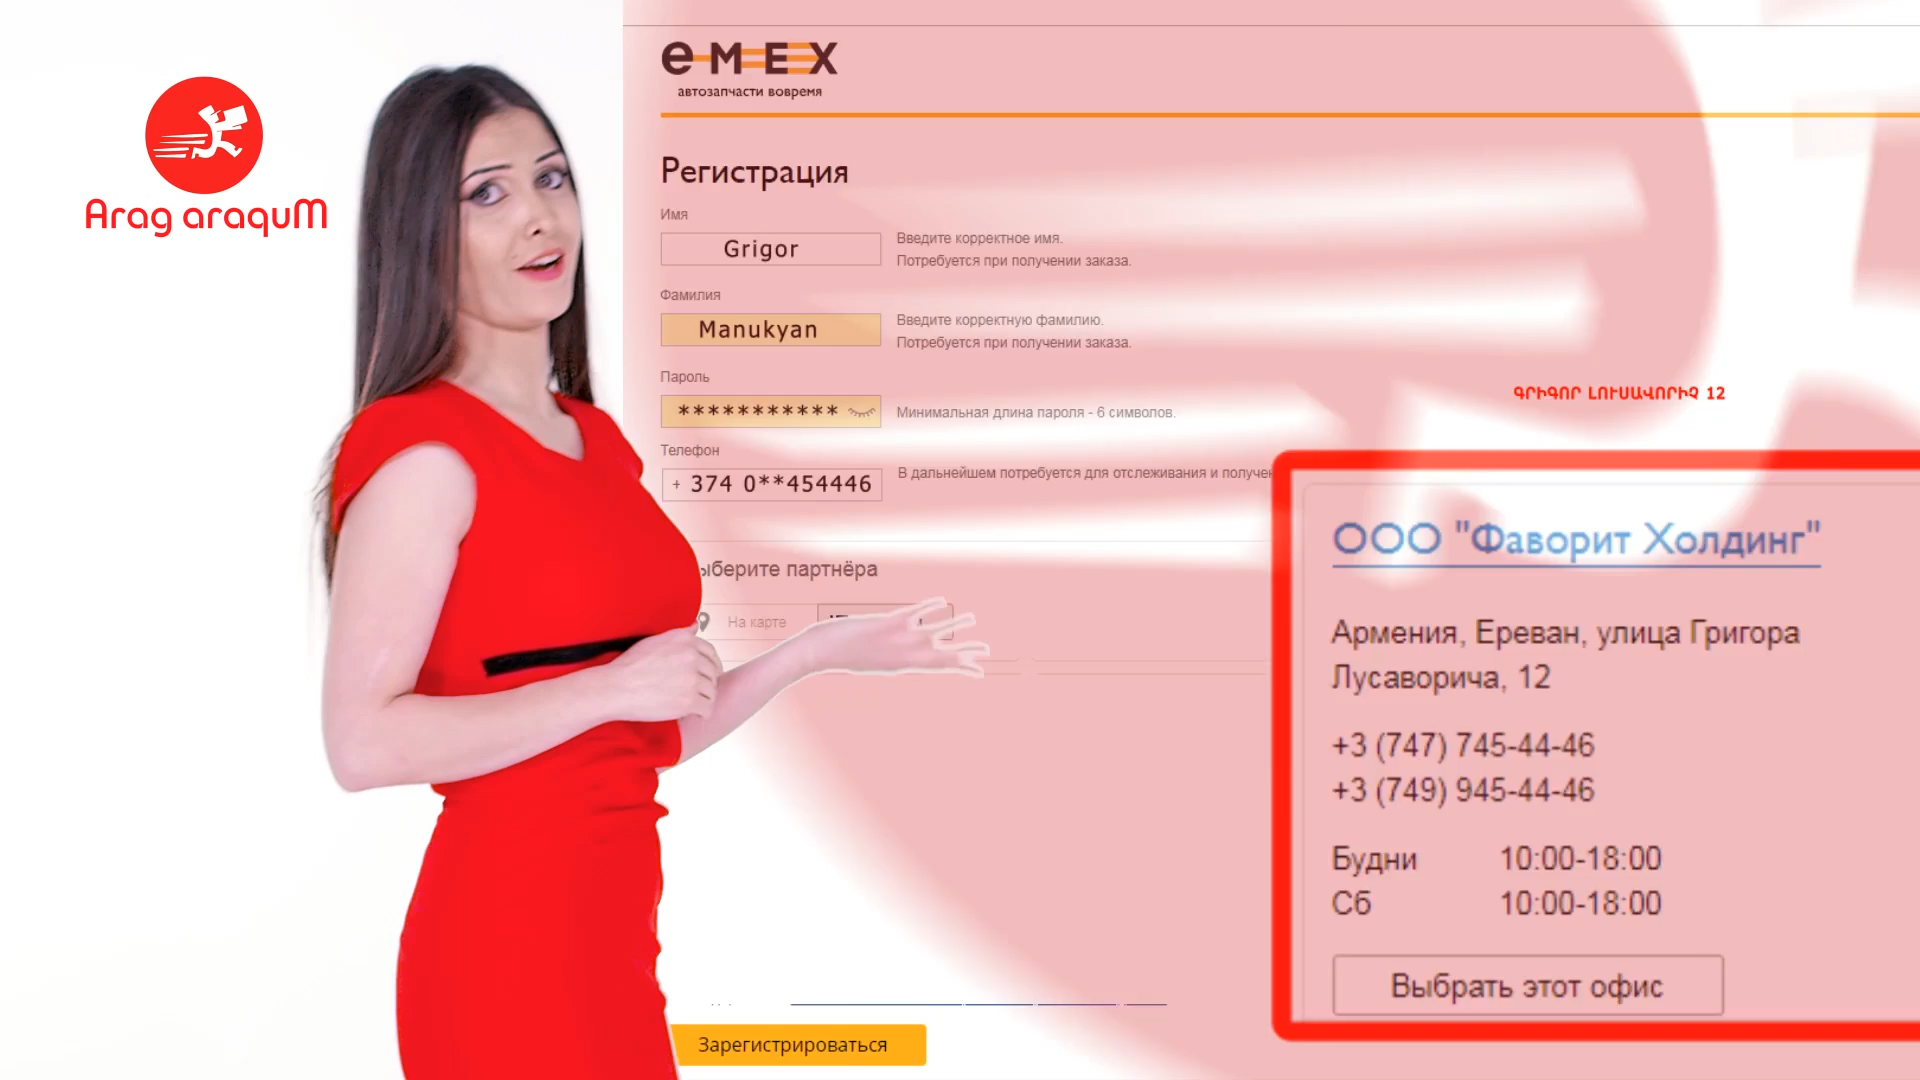 Arag araquM
e-MEX
автозапчасти вовремя
Регистрация
Имя
Grigor
Введите корректное имя.
Потребуется при получении заказа.
Фамилия
Manukyan
Введите корректную фамилию.
Потребуется при получении заказа.
Пароль
***********
Минимальная длина пароля - 6 символов.
Телефон
+ 374 0**454446
В дальнейшем потребуется для отслеживания и получен
ыберите партнёра
На карте
Зарегистрироваться
ԳՐԻԳՈՐ ԼՈՒՍԱՎՈՐԻՉ 12
ООО "Фаворит Холдинг"
Армения, Ереван, улица Григора
Лусаворича, 12
+3 (747) 745-44-46
+3 (749) 945-44-46
Будни 10:00-18:00
Сб 10:00-18:00
Выбрать этот офис